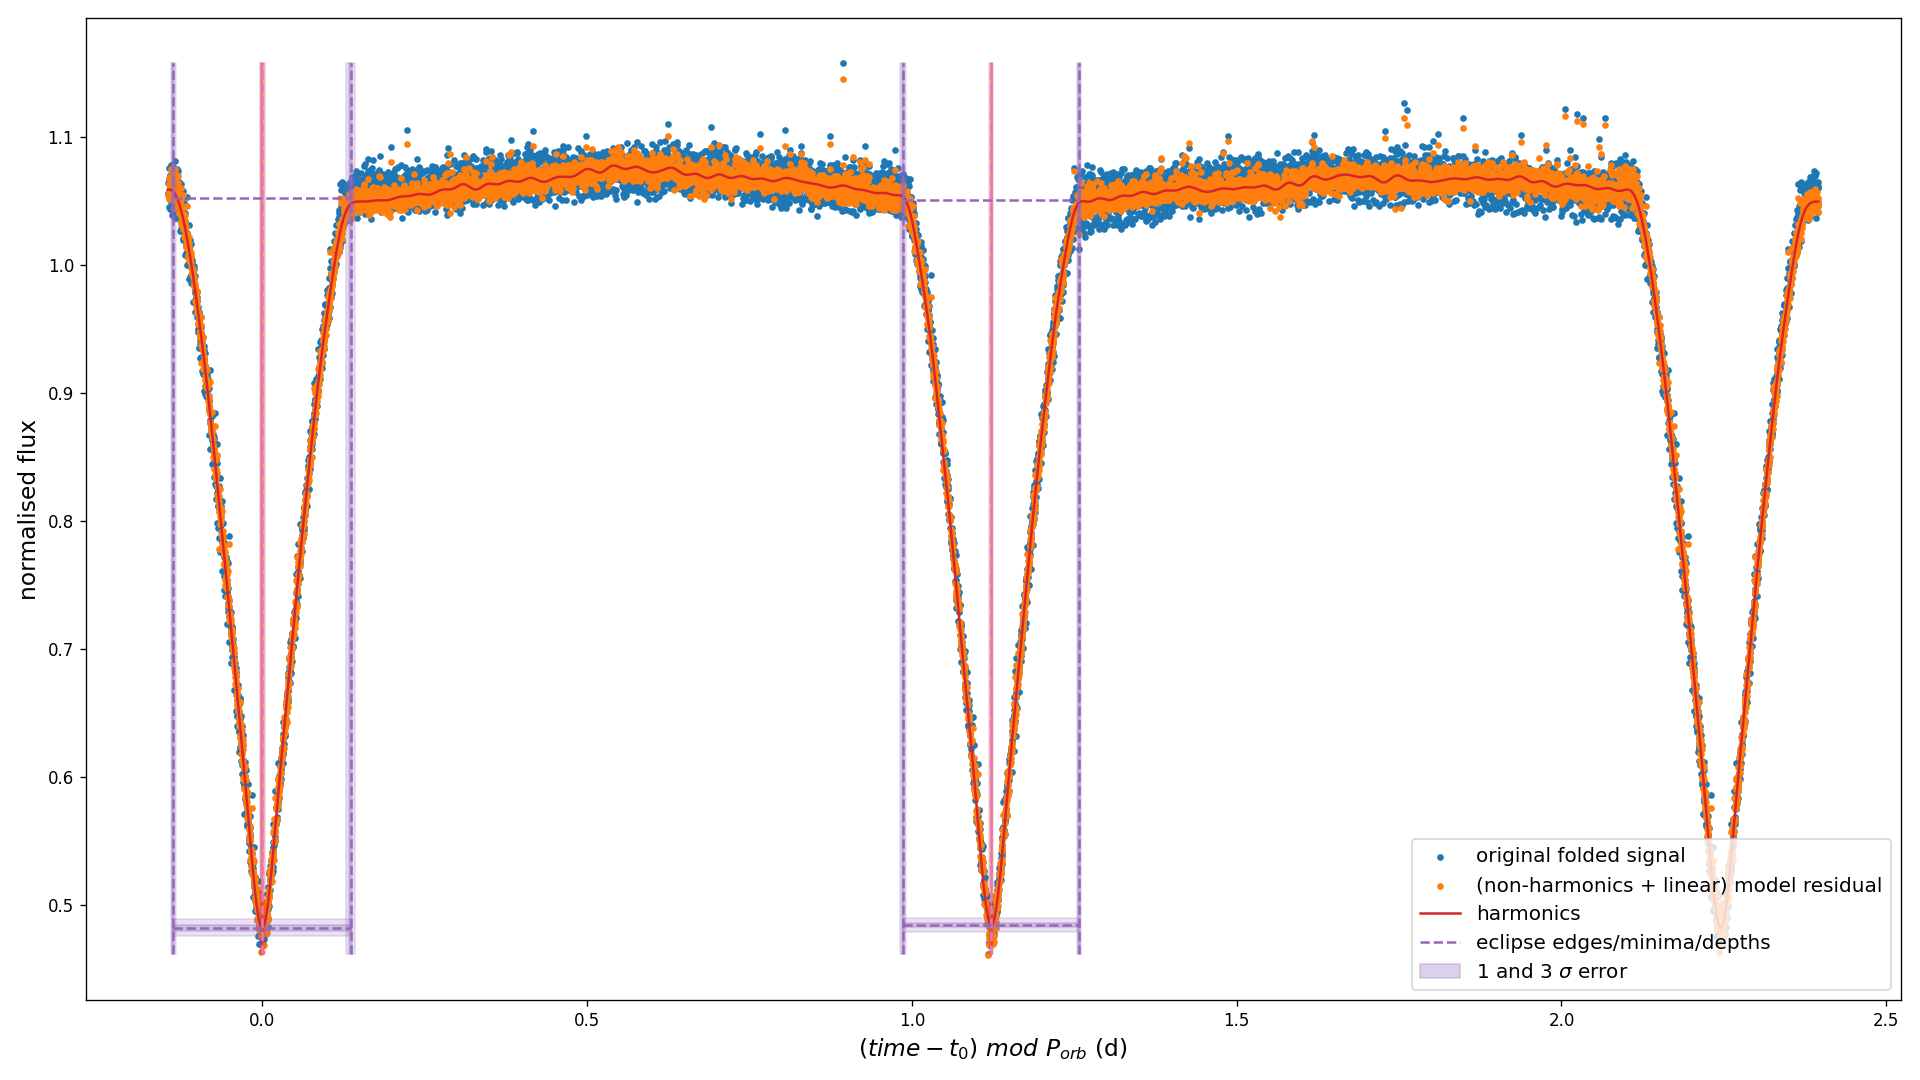 normalised flux
1.1
1.0
0.9
0.8
0.7
0.6
0.5
original folded signal
(non-harmonics + linear) model residual
harmonics
eclipse edges/minima/depths
1 and 3 σ error
0.0 0.5 1.0 1.5 2.0 2.5
(time − t₀) mod Pₒᵣb (d)